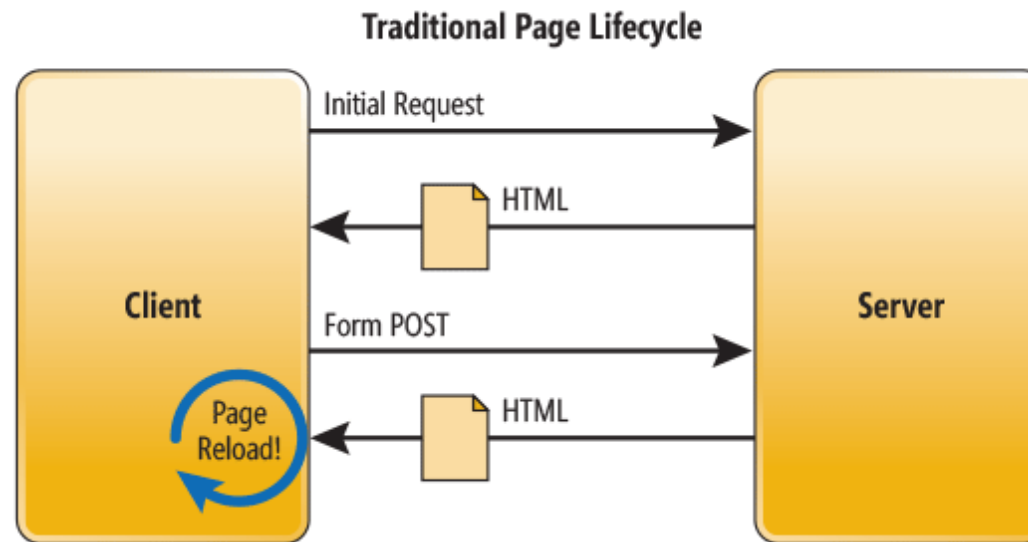 Traditional Page Lifecycle
Initial Request
HTML
Client
Server
Form POST
HTML
Page
Reload!